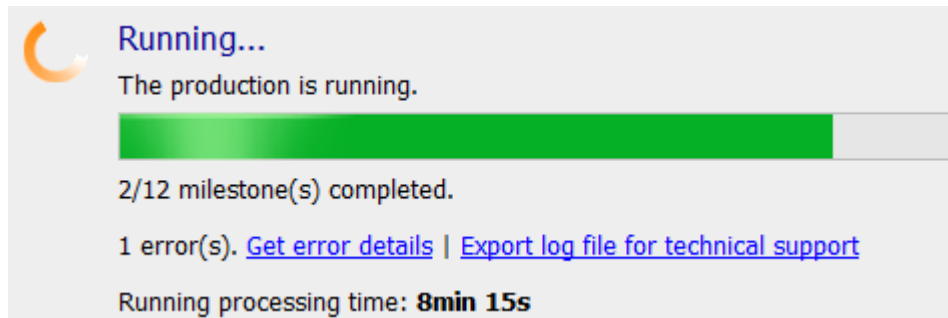 Running...
The production is running.
2/12 milestone(s) completed.
1 error(s). Get error details | Export log file for technical support
Running processing time: 8min 15s